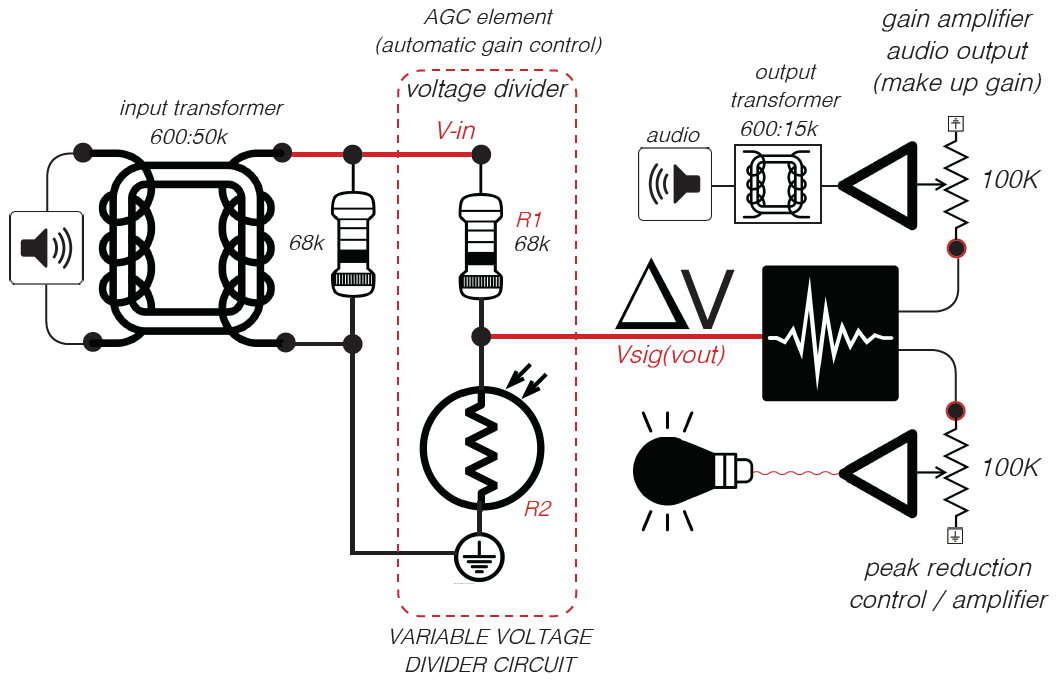 AGC element
(automatic gain control)
voltage divider
input transformer
600:50k
V-in
68k
R1
68k
R2
VARIABLE VOLTAGE
DIVIDER CIRCUIT
ΔV
Vsig(vout)
audio
output
transformer
600:15k
gain amplifier
audio output
(make up gain)
100K
100K
peak reduction
control / amplifier